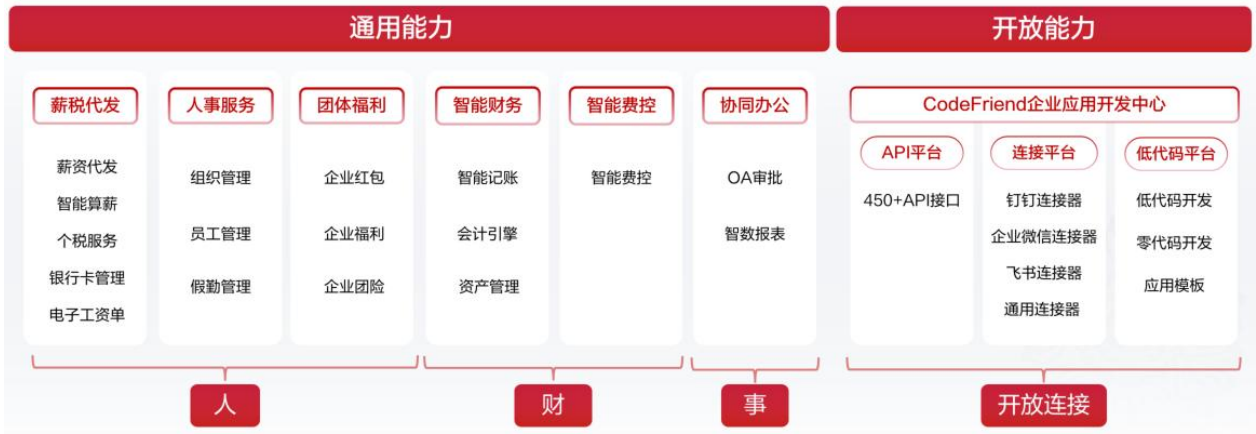 通用能力
开放能力
薪税代发
薪资代发
智能算薪
个税服务
银行卡管理
电子工资单
人事服务
组织管理
员工管理
假勤管理
团体福利
企业红包
企业福利
企业团险
智能财务
智能记账
会计引擎
资产管理
智能费控
智能费控
协同办公
OA审批
智数报表
CodeFriend企业应用开发中心
API平台
450+API接口
连接平台
钉钉连接器
企业微信连接器
飞书连接器
通用连接器
低代码平台
低代码开发
零代码开发
应用模板
人
财
事
开放连接